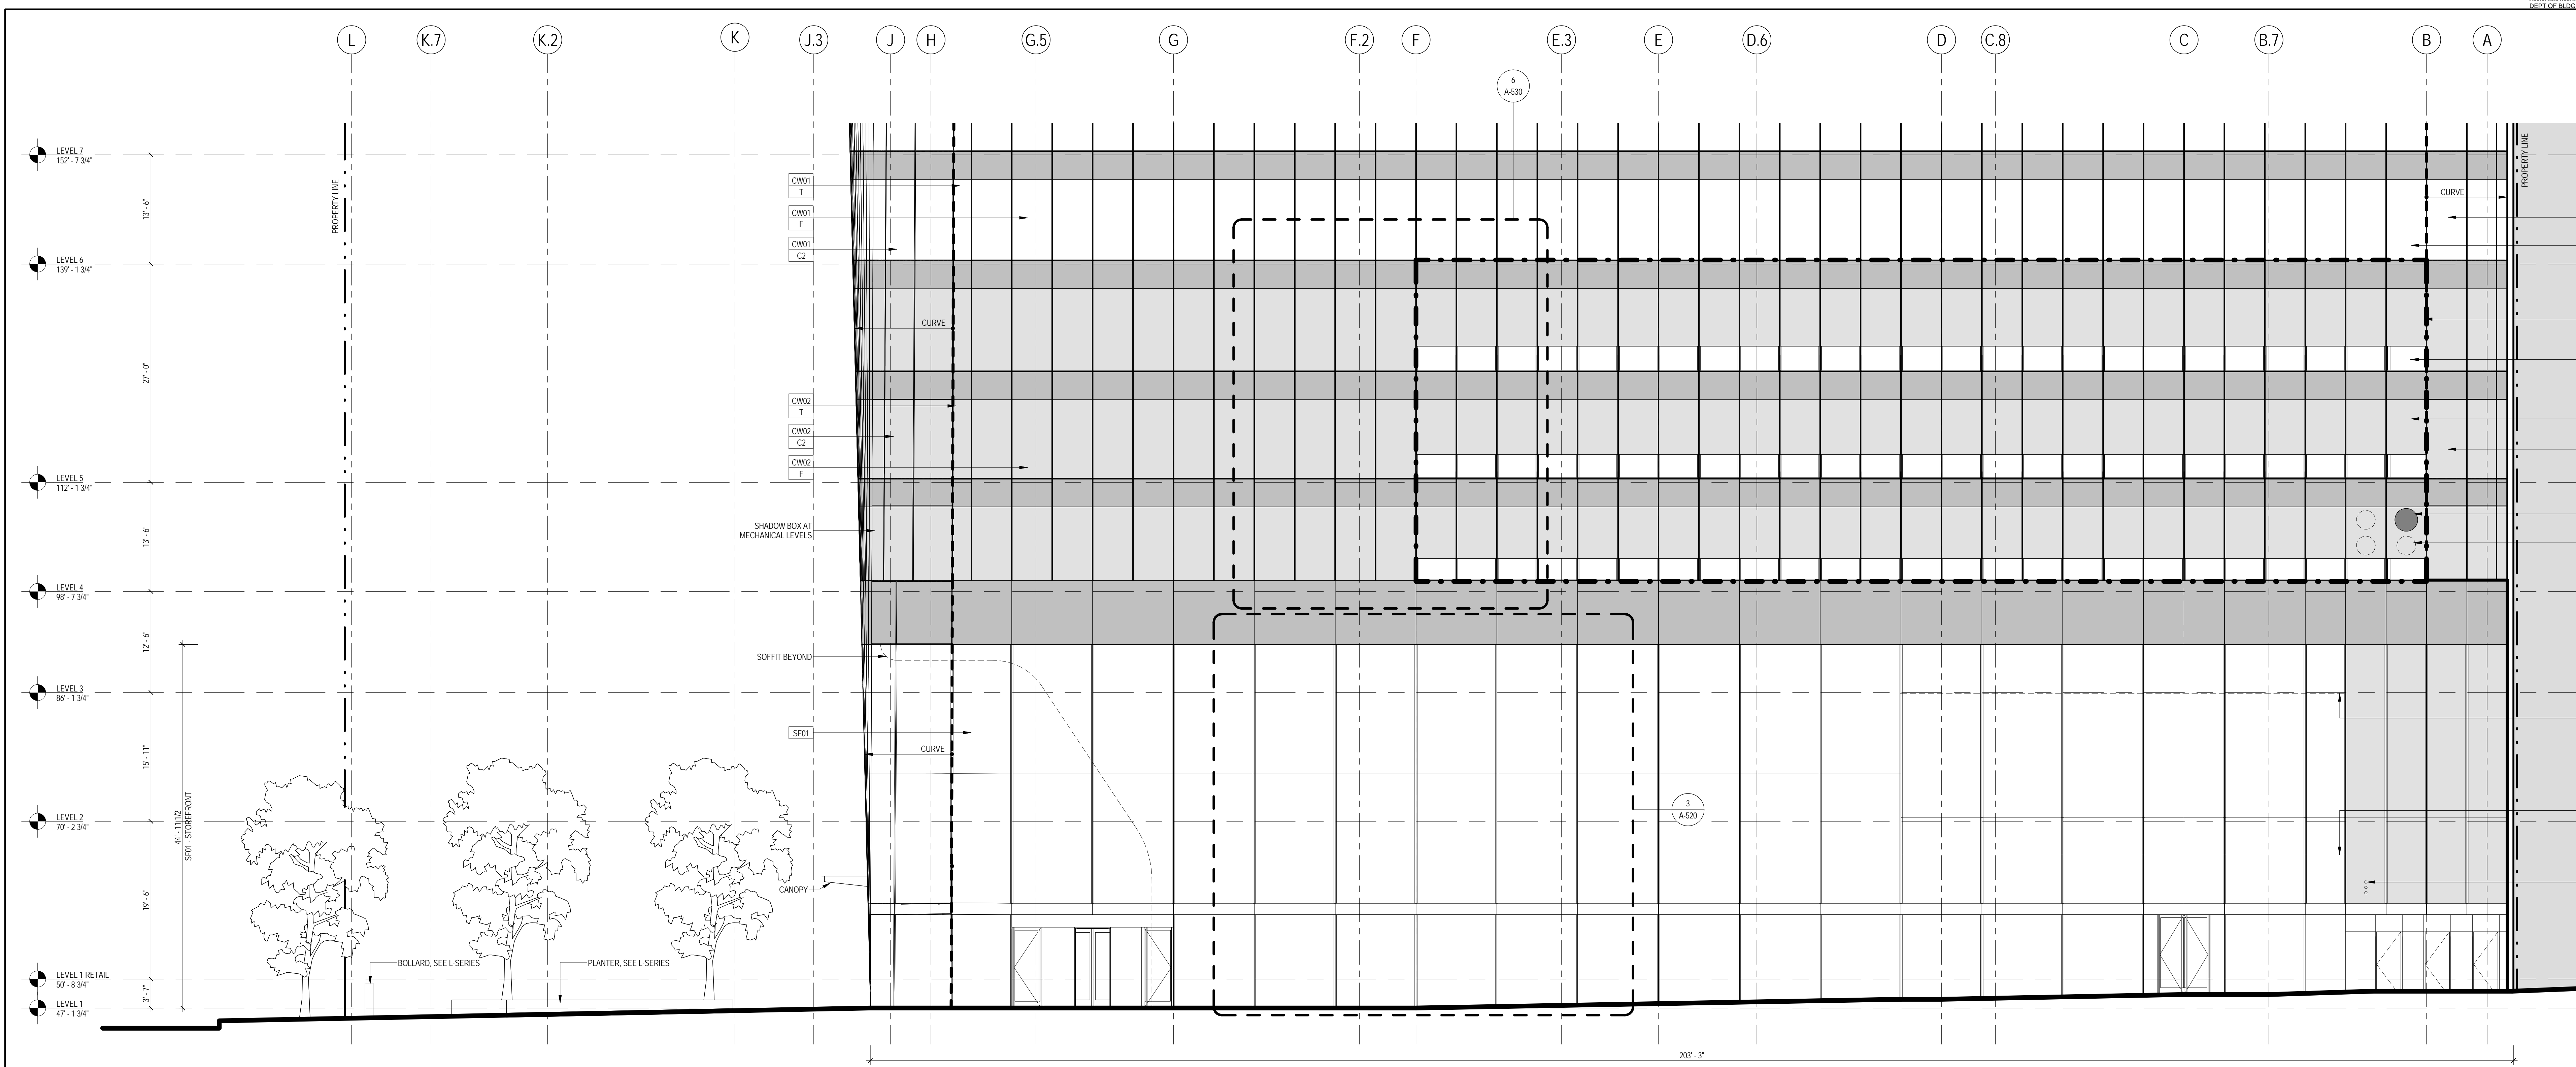 DEPT OF BLDG
L
K.7
K.2
K
J.3
J
H
G.5
G
F.2
F
E.3
E
D.6
D
C.8
C
B.7
B
A
6
A-530
LEVEL 7
152' - 7 3/4"
13' - 6"
PROPERTY LINE
PROPERTY LINE
CW01
T
CW01
F
CW01
C2
CURVE
LEVEL 6
139' - 1 3/4"
27' - 0"
CURVE
CW02
T
CW02
C2
CW02
F
LEVEL 5
112' - 1 3/4"
13' - 6"
SHADOW BOX AT
MECHANICAL LEVELS
LEVEL 4
98' - 7 3/4"
12' - 6"
SOFFIT BEYOND
LEVEL 3
86' - 1 3/4"
15' - 11"
SF01
CURVE
44' - 11 1/2"
SF01 - STOREFRONT
LEVEL 2
70' - 2 3/4"
3
A-520
19' - 6"
CANOPY
BOLLARD, SEE L-SERIES
PLANTER, SEE L-SERIES
LEVEL 1 RETAIL
50' - 8 3/4"
3' - 7"
LEVEL 1
47' - 1 3/4"
203' - 3"